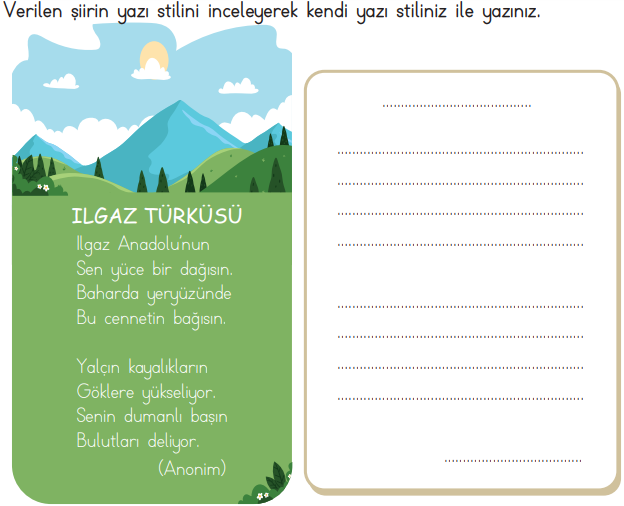 Verilen şiirin yazı stilini inceleyerek kendi yazı stiliniz ile yazınız.
ILGAZ TÜRKÜSÜ
Ilgaz Anadolu'nun
Sen yüce bir dağısın.
Baharda yeryüzünde
Bu cennetin bağısın.
Yalçın kayalıkların
Göklere yükseliyor.
Senin dumanlı başın
Bulutları deliyor.
(Anonim)